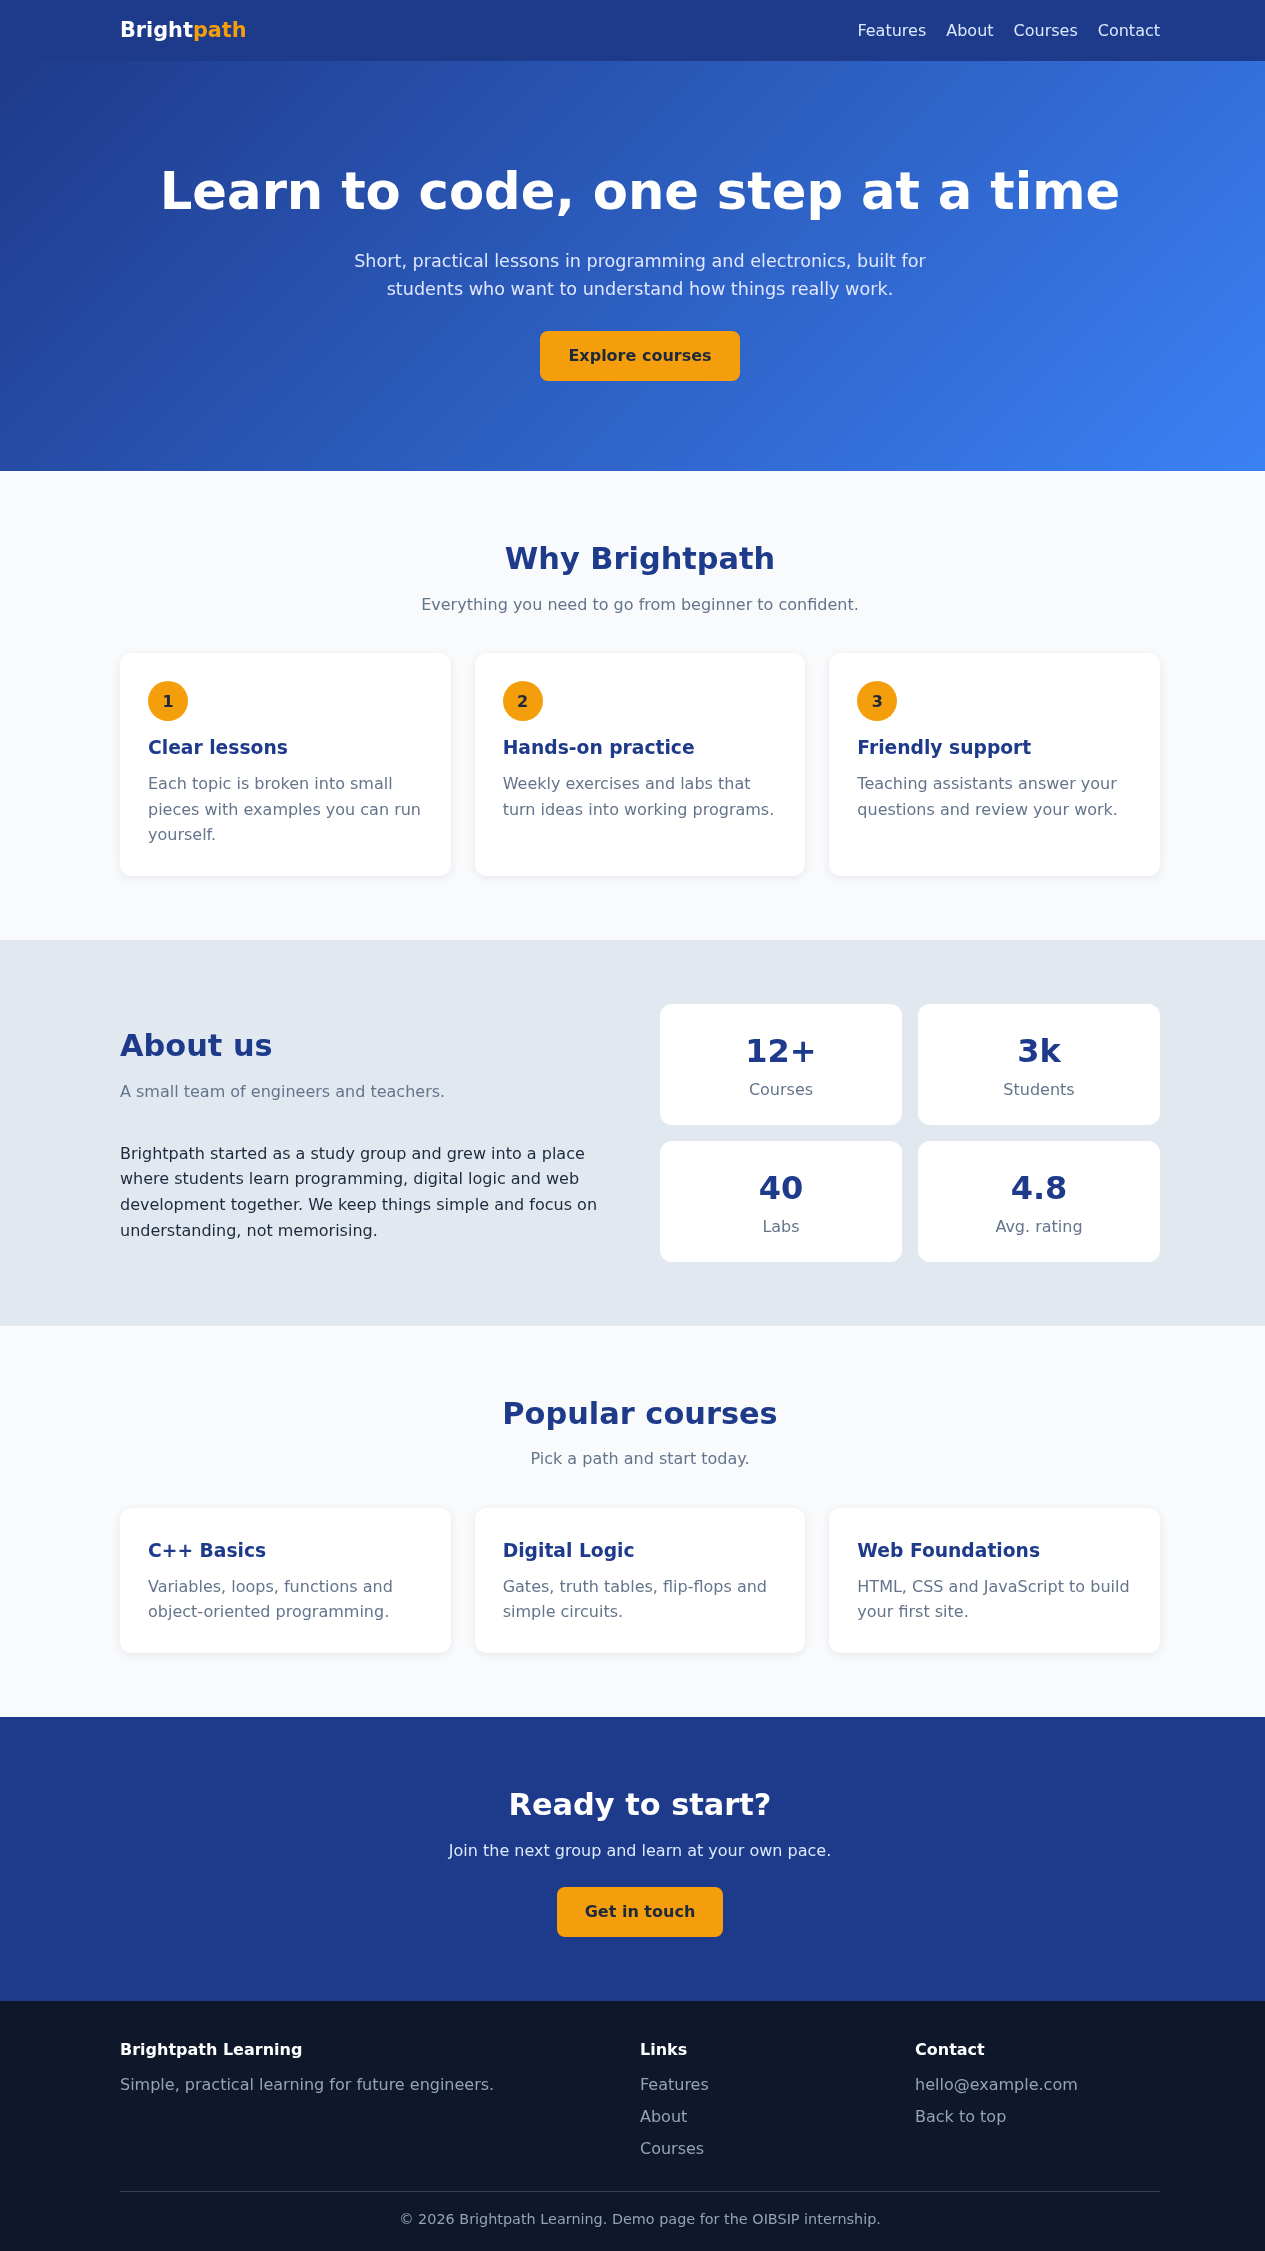 Brightpath
Features About Courses Contact
Learn to code, one step at a time
Short, practical lessons in programming and electronics, built for
students who want to understand how things really work.
Explore courses
Why Brightpath
Everything you need to go from beginner to confident.
1
Clear lessons
Each topic is broken into small
pieces with examples you can run
yourself.
2
Hands-on practice
Weekly exercises and labs that
turn ideas into working programs.
3
Friendly support
Teaching assistants answer your
questions and review your work.
About us
A small team of engineers and teachers.
Brightpath started as a study group and grew into a place
where students learn programming, digital logic and web
development together. We keep things simple and focus on
understanding, not memorising.
12+
Courses
3k
Students
40
Labs
4.8
Avg. rating
Popular courses
Pick a path and start today.
C++ Basics
Variables, loops, functions and
object-oriented programming.
Digital Logic
Gates, truth tables, flip-flops and
simple circuits.
Web Foundations
HTML, CSS and JavaScript to build
your first site.
Ready to start?
Join the next group and learn at your own pace.
Get in touch
Brightpath Learning
Simple, practical learning for future engineers.
Links
Features
About
Courses
Contact
hello@example.com
Back to top
© 2026 Brightpath Learning. Demo page for the OIBSIP internship.